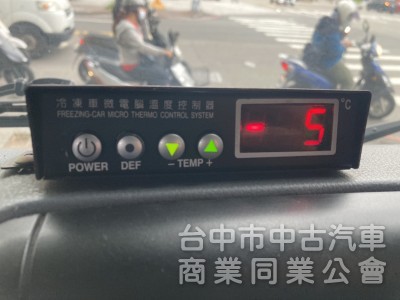 冷凍車微電腦溫度控制器
FREEZING-CAR MICRO THERMO CONTROL SYSTEM
- 5 °C
POWER DEF - TEMP +
台中市中古汽車
商業同業公會